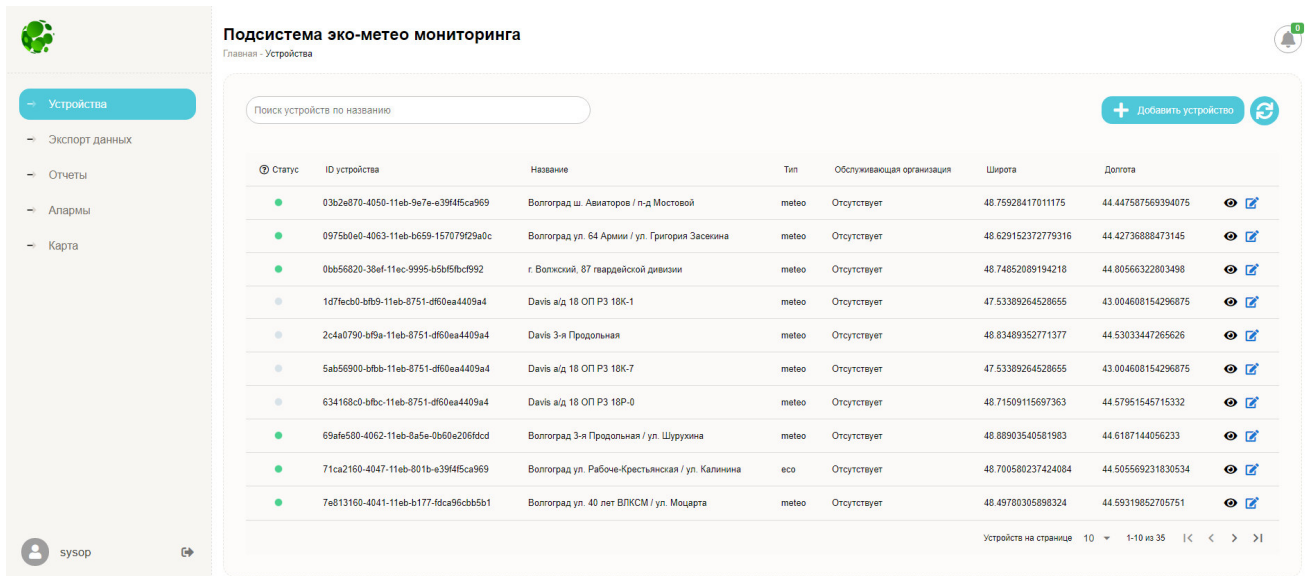 Подсистема эко-метео мониторинга
0
Главная - Устройства
Устройства
Экспорт данных
Отчеты
Алармы
Карта
Поиск устройств по названию
Добавить устройство
Статус ID устройства Название Тип Обслуживающая организация Широта Долгота
03b2e870-4050-11eb-9e7e-e39f4f5ca969 Волгоград ш. Авиаторов / п-д Мостовой meteo Отсутствует 48.75928417011175 44.447587569394075
0975b0e0-4063-11eb-b659-157079f29a0c Волгоград ул. 64 Армии / ул. Григория Засекина meteo Отсутствует 48.629152372779316 44.42736888473145
0bb56820-38ef-11ec-9995-b5bf5fbcf992 г. Волжский, 87 гвардейской дивизии meteo Отсутствует 48.74852089194218 44.80566322803498
1d7fecb0-bfb9-11eb-8751-df60ea4409a4 Davis а/д 18 ОП РЗ 18К-1 meteo Отсутствует 47.53389264528655 43.004608154296875
2c4a0790-bf9a-11eb-8751-df60ea4409a4 Davis 3-я Продольная meteo Отсутствует 48.83489352771377 44.53033447265626
5ab56900-bfbb-11eb-8751-df60ea4409a4 Davis а/д 18 ОП РЗ 18К-7 meteo Отсутствует 47.53389264528655 43.004608154296875
634168c0-bfbc-11eb-8751-df60ea4409a4 Davis а/д 18 ОП РЗ 18Р-0 meteo Отсутствует 48.71509115697363 44.57951545715332
69afe580-4062-11eb-8a5e-0b60e206fdcd Волгоград 3-я Продольная / ул. Шурухина meteo Отсутствует 48.88903540581983 44.6187144056233
71ca2160-4047-11eb-801b-e39f4f5ca969 Волгоград ул. Рабоче-Крестьянская / ул. Калинина eco Отсутствует 48.700580237424084 44.505569231830534
7e813160-4041-11eb-b177-fdca96cbb5b1 Волгоград ул. 40 лет ВЛКСМ / ул. Моцарта meteo Отсутствует 48.49780305898324 44.59319852705751
Устройств на странице 10 1-10 из 35
sysop